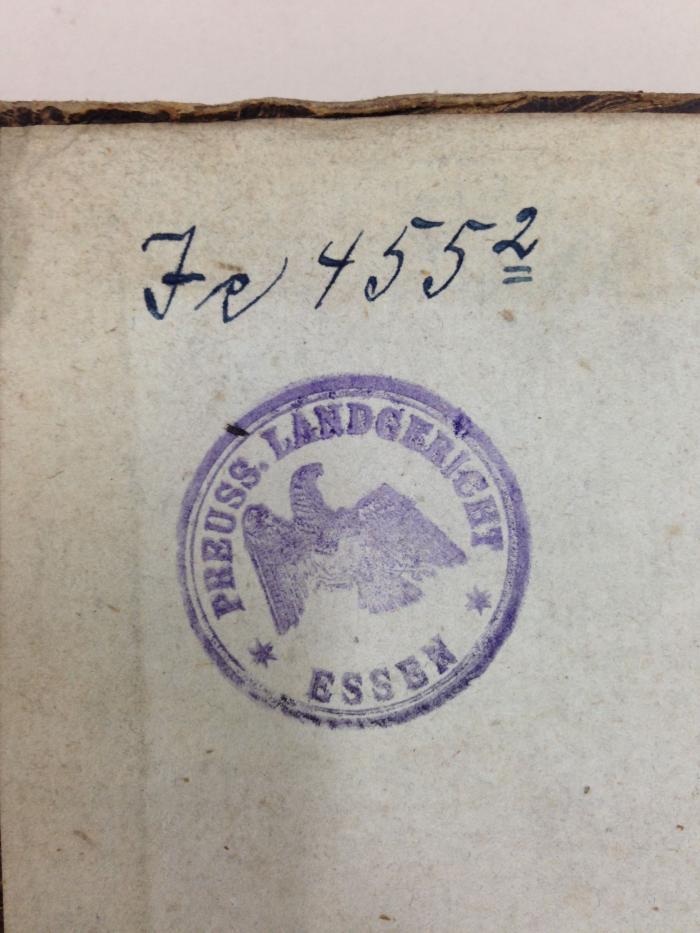 Fe 455²
PREUSS. LANDGERICHT
* ESSEN *